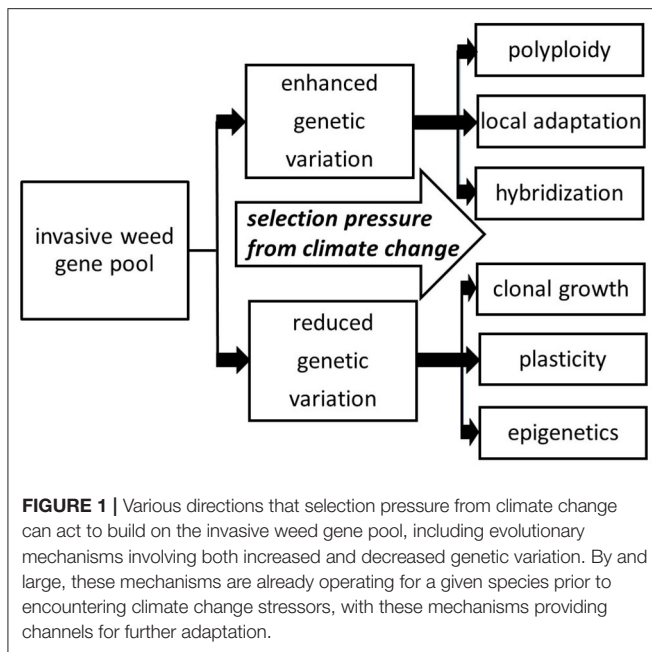 invasive weed
gene pool
enhanced
genetic
variation
selection pressure
from climate change
reduced
genetic
variation
polyploidy
local adaptation
hybridization
clonal growth
plasticity
epigenetics
FIGURE 1 | Various directions that selection pressure from climate change
can act to build on the invasive weed gene pool, including evolutionary
mechanisms involving both increased and decreased genetic variation. By and
large, these mechanisms are already operating for a given species prior to
encountering climate change stressors, with these mechanisms providing
channels for further adaptation.